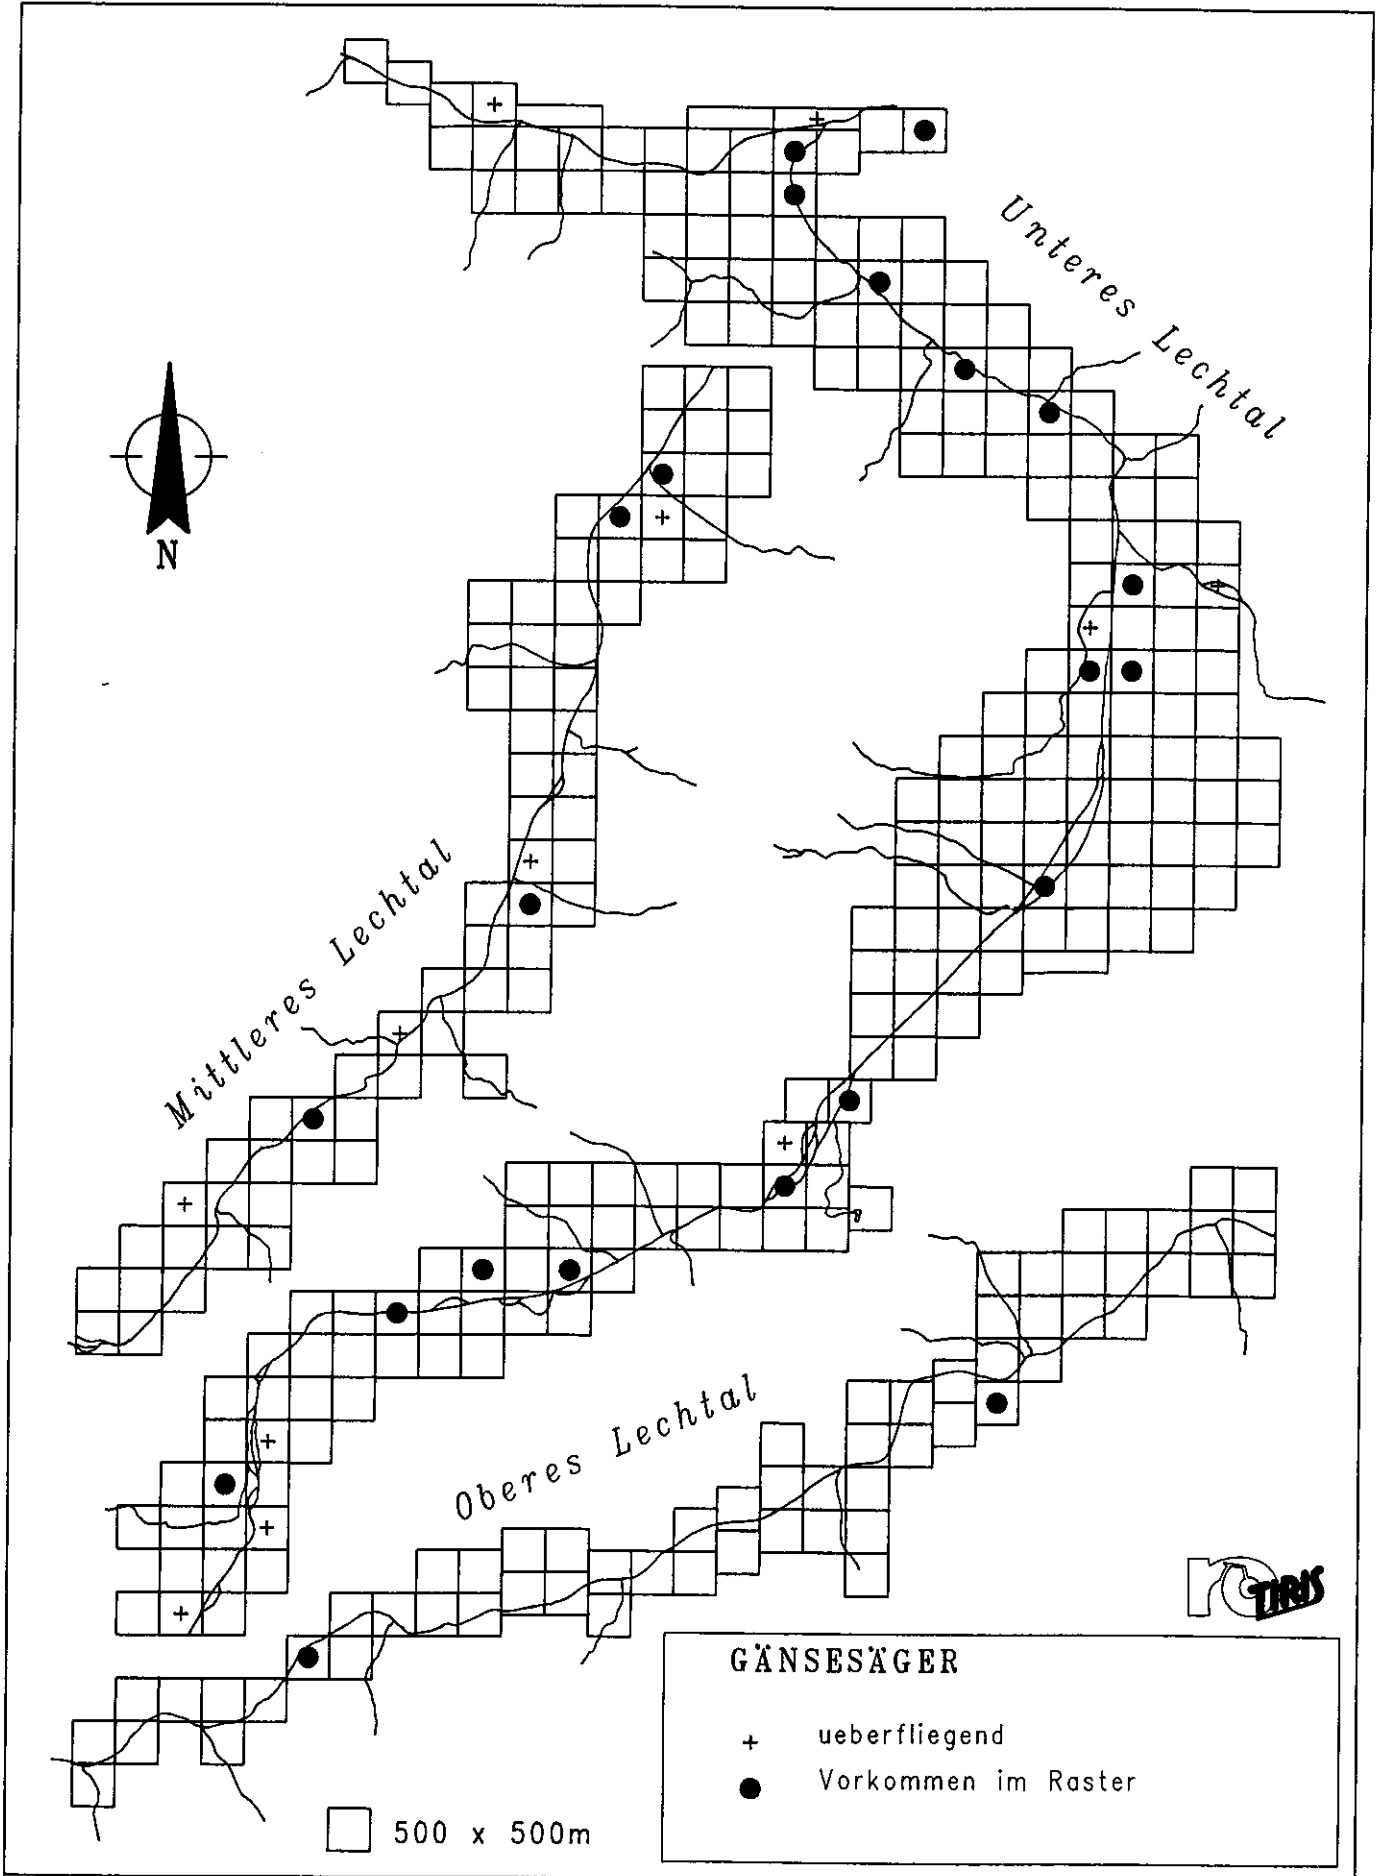 Unteres Lechtal
N
Mittleres Lechtal
Oberes Lechtal
TIRIS
GÄNSESÄGER
+ ueberfliegend
● Vorkommen im Raster
500 x 500m